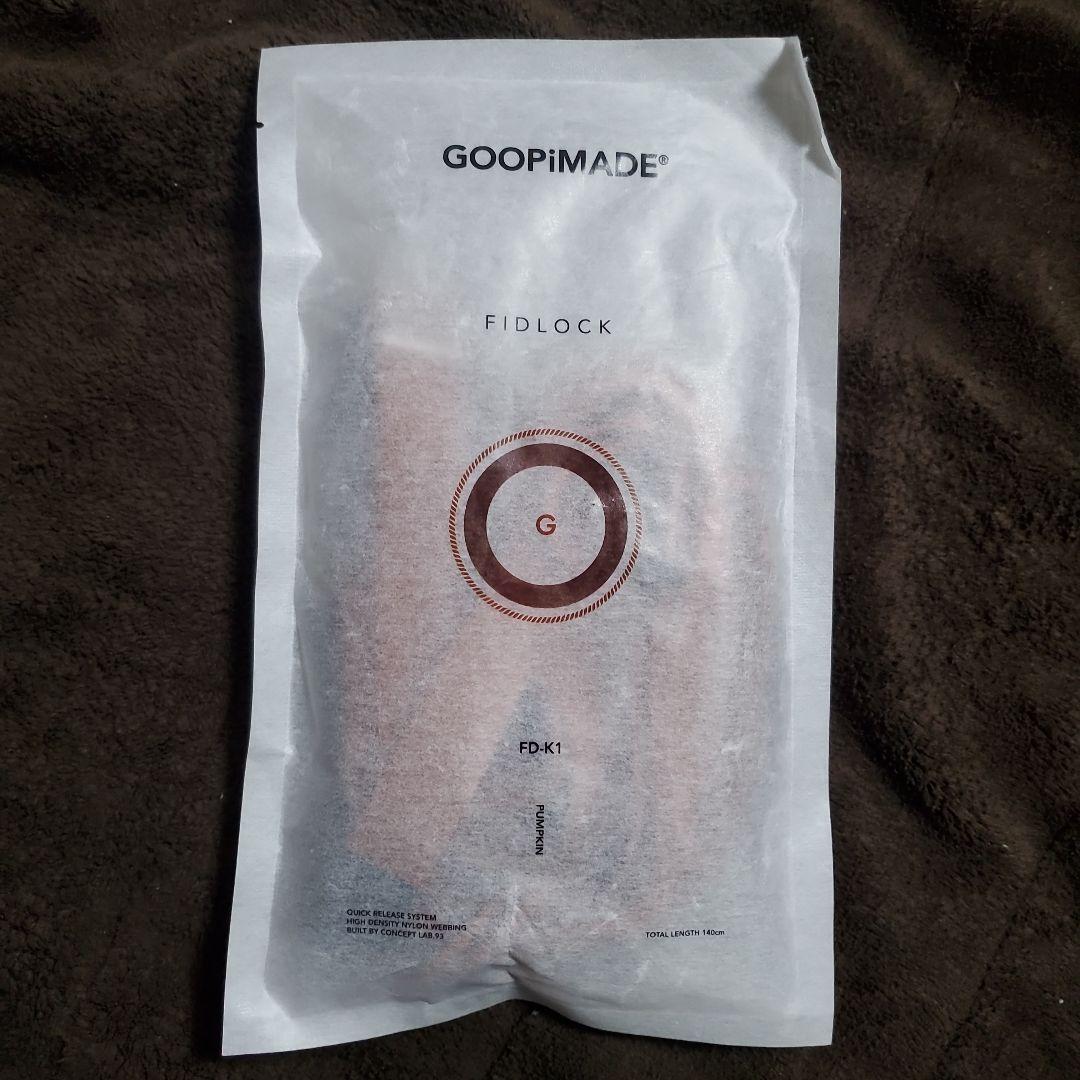 GOOPiMADE®
FIDLOCK
G
FD-K1
PUMPKIN
QUICK RELEASE SYSTEM
HIGH DENSITY NYLON WEBBING
BUILT BY CONCEPT LAB.93
TOTAL LENGTH 140cm